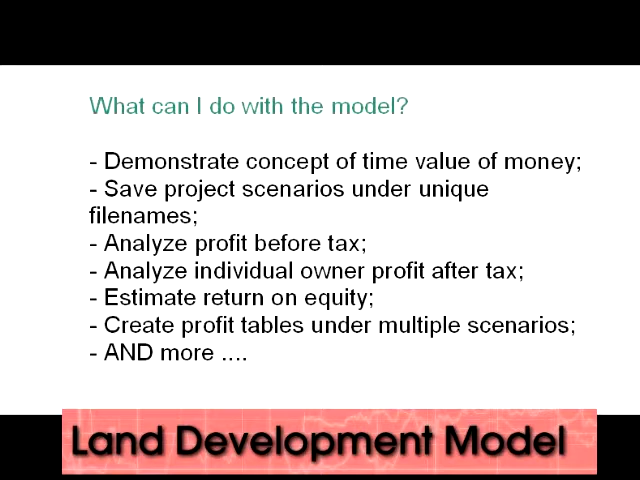 What can I do with the model?
- Demonstrate concept of time value of money;
- Save project scenarios under unique
filenames;
- Analyze profit before tax;
- Analyze individual owner profit after tax;
- Estimate return on equity;
- Create profit tables under multiple scenarios;
- AND more ....
Land Development Model